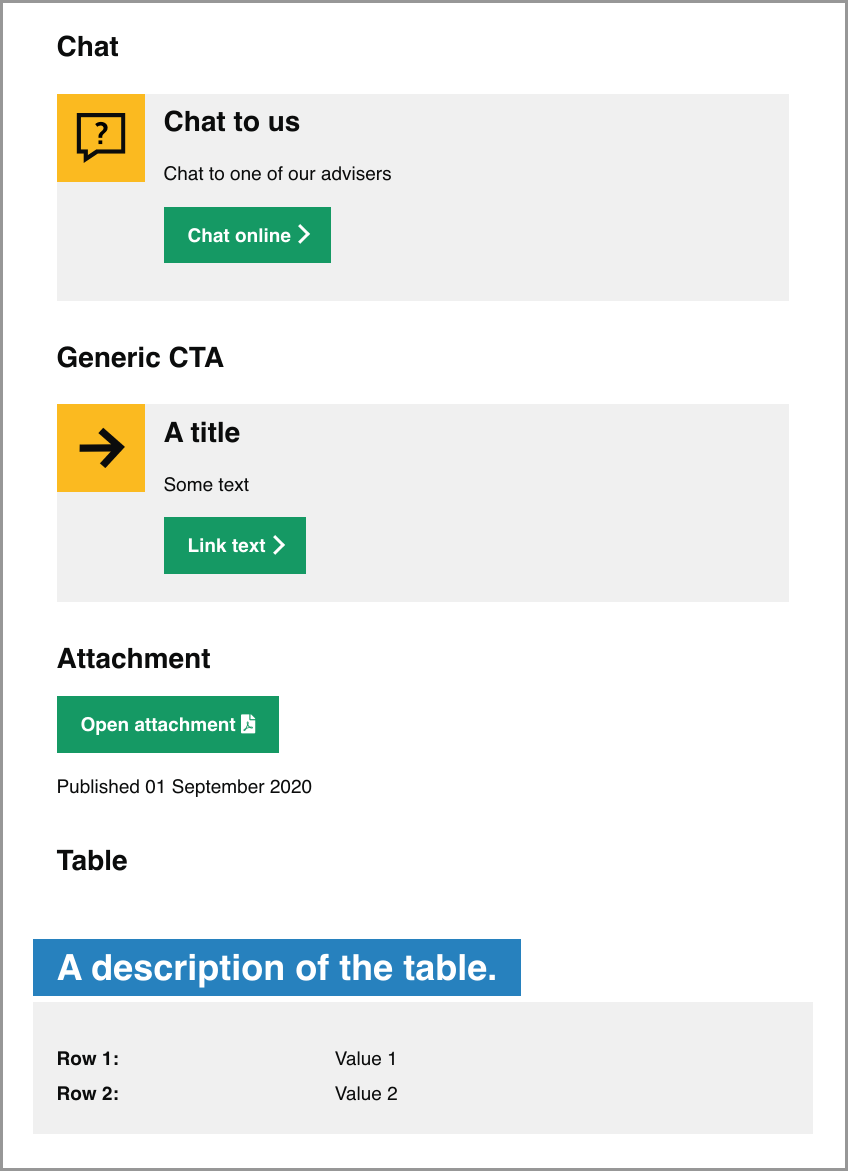 Chat
?
Chat to us
Chat to one of our advisers
Chat online
Generic CTA
A title
Some text
Link text
Attachment
Open attachment
Published 01 September 2020
Table
A description of the table.
Row 1: Value 1
Row 2: Value 2